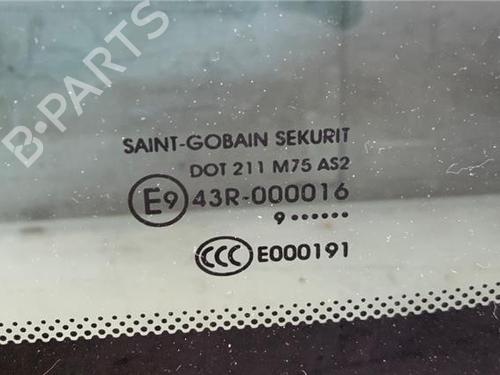 B-PARTS
SAINT-GOBAIN SEKURIT
DOT 211 M75 AS2
E9 43R-000016
9••••••
CCC E000191